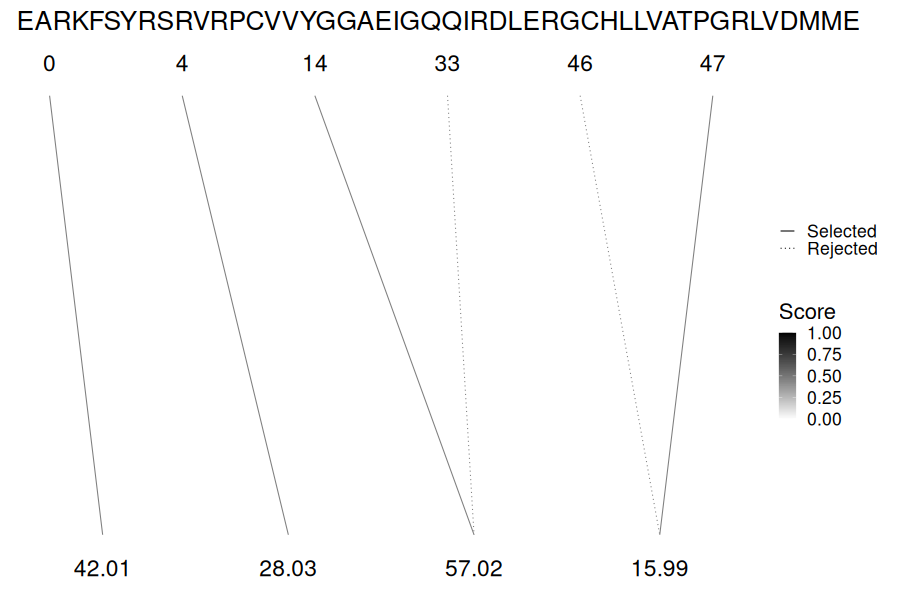 EARKFSYRSRVRPCVVYGGAEIGQQIRDLERGCHLLVATPGRLVDMME
0 4 14 33 46 47
Selected
Rejected
Score
1.00
0.75
0.50
0.25
0.00
42.01 28.03 57.02 15.99